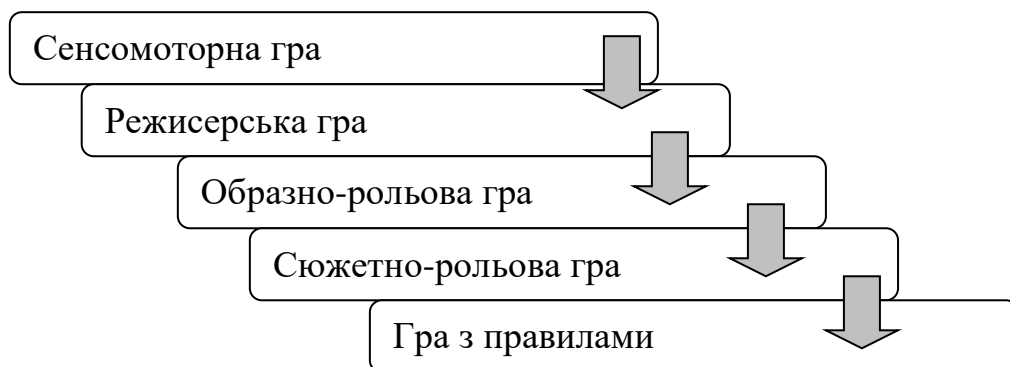 Сенсомоторна гра
Режисерська гра
Образно-рольова гра
Сюжетно-рольова гра
Гра з правилами